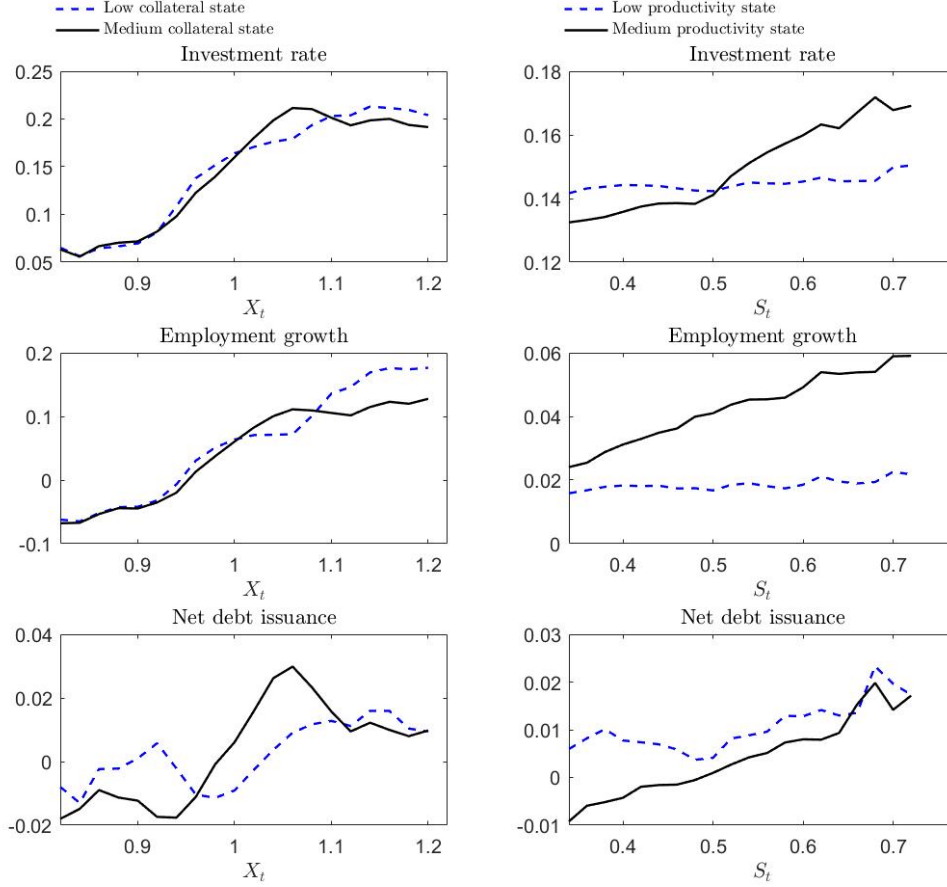 Low collateral state
Medium collateral state
Low productivity state
Medium productivity state
Investment rate
0.25
0.2
0.15
0.1
0.05
0.9 1 1.1 1.2
X_t
Investment rate
0.18
0.16
0.14
0.12
0.4 0.5 0.6 0.7
S_t
Employment growth
0.2
0.1
0
-0.1
0.9 1 1.1 1.2
X_t
Employment growth
0.06
0.04
0.02
0
0.4 0.5 0.6 0.7
S_t
Net debt issuance
0.04
0.02
0
-0.02
0.9 1 1.1 1.2
X_t
Net debt issuance
0.03
0.02
0.01
0
-0.01
0.4 0.5 0.6 0.7
S_t